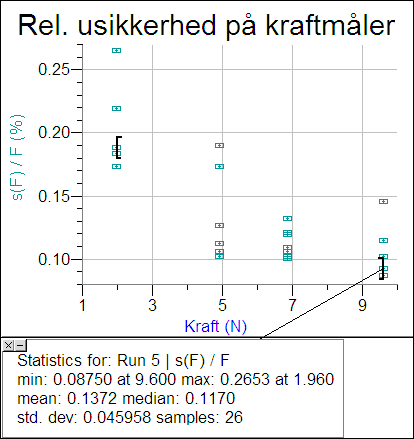 Rel. usikkerhed på kraftmåler
s(F) / F (%)
0.25
0.20
0.15
0.10
1 3 5 7 9
Kraft (N)
Statistics for: Run 5 | s(F) / F
min: 0.08750 at 9.600 max: 0.2653 at 1.960
mean: 0.1372 median: 0.1170
std. dev: 0.045958 samples: 26